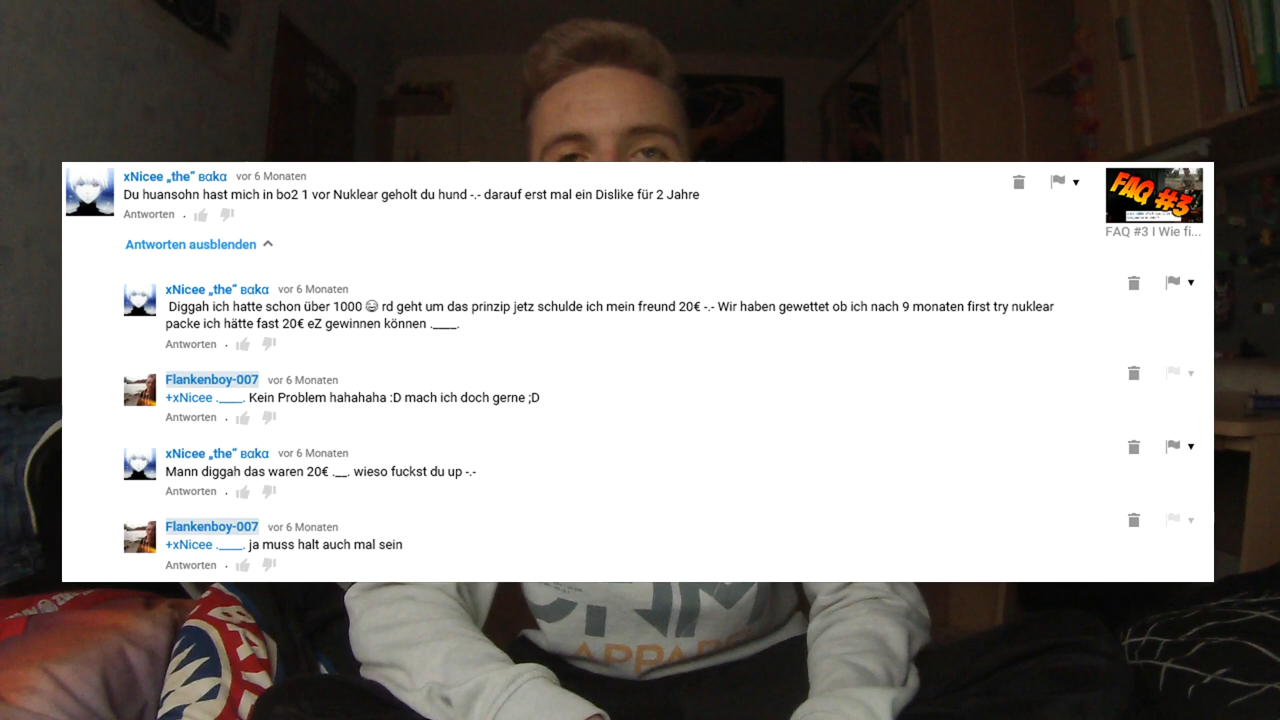 xNicee „the“ ʙαkα vor 6 Monaten
Du huansohn hast mich in bo2 1 vor Nuklear geholt du hund -.- darauf erst mal ein Dislike für 2 Jahre
Antworten .
FAQ #3
FAQ #3 I Wie fi...
Antworten ausblenden
xNicee „the“ ʙαkα vor 6 Monaten
Diggah ich hatte schon über 1000 😂 rd geht um das prinzip jetz schulde ich mein freund 20€ -.- Wir haben gewettet ob ich nach 9 monaten first try nuklear
packe ich hätte fast 20€ eZ gewinnen können .____.
Antworten .
Flankenboy-007 vor 6 Monaten
+xNicee .____. Kein Problem hahahaha :D mach ich doch gerne ;D
Antworten .
xNicee „the“ ʙαkα vor 6 Monaten
Mann diggah das waren 20€ .__. wieso fuckst du up -.-
Antworten .
Flankenboy-007 vor 6 Monaten
+xNicee .____. ja muss halt auch mal sein
Antworten .